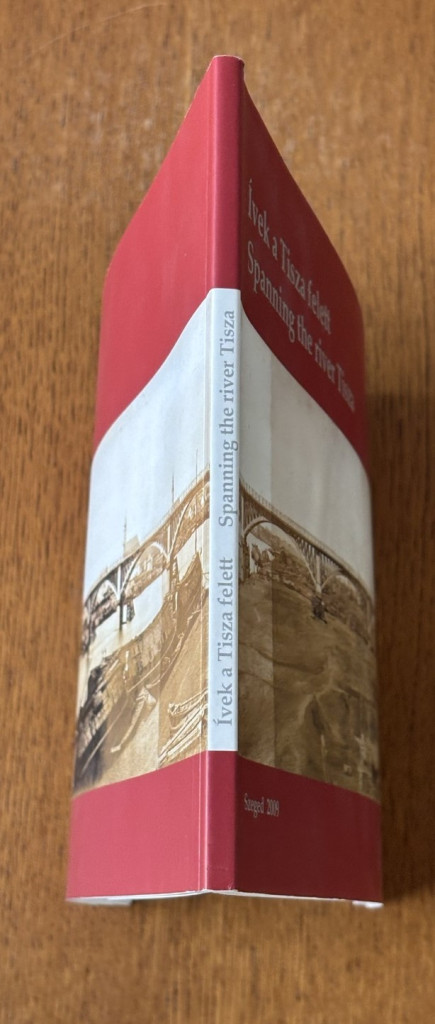 Ívek a Tisza felett
Spanning the river Tisza
Ívek a Tisza felett Spanning the river Tisza
Szeged 2009